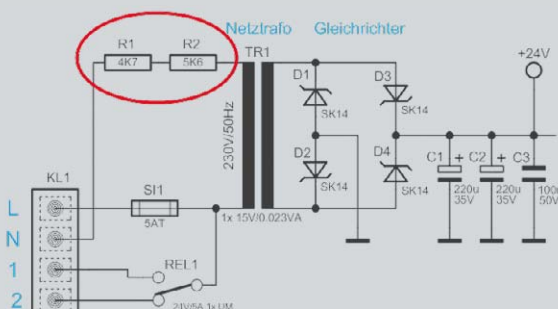 Netztrafo Gleichrichter
R1 R2 TR1
4K7 5K6
+24V
D1 D3
SK14 SK14
230V/50Hz
D2 D4
SK14 SK14
C1 + C2 + C3
220u 220u 100n
35V 35V 50V
KL1
L
SI1
5AT
1x 15V/0.023VA
N
1
REL1
2
24V/5A 1x UM